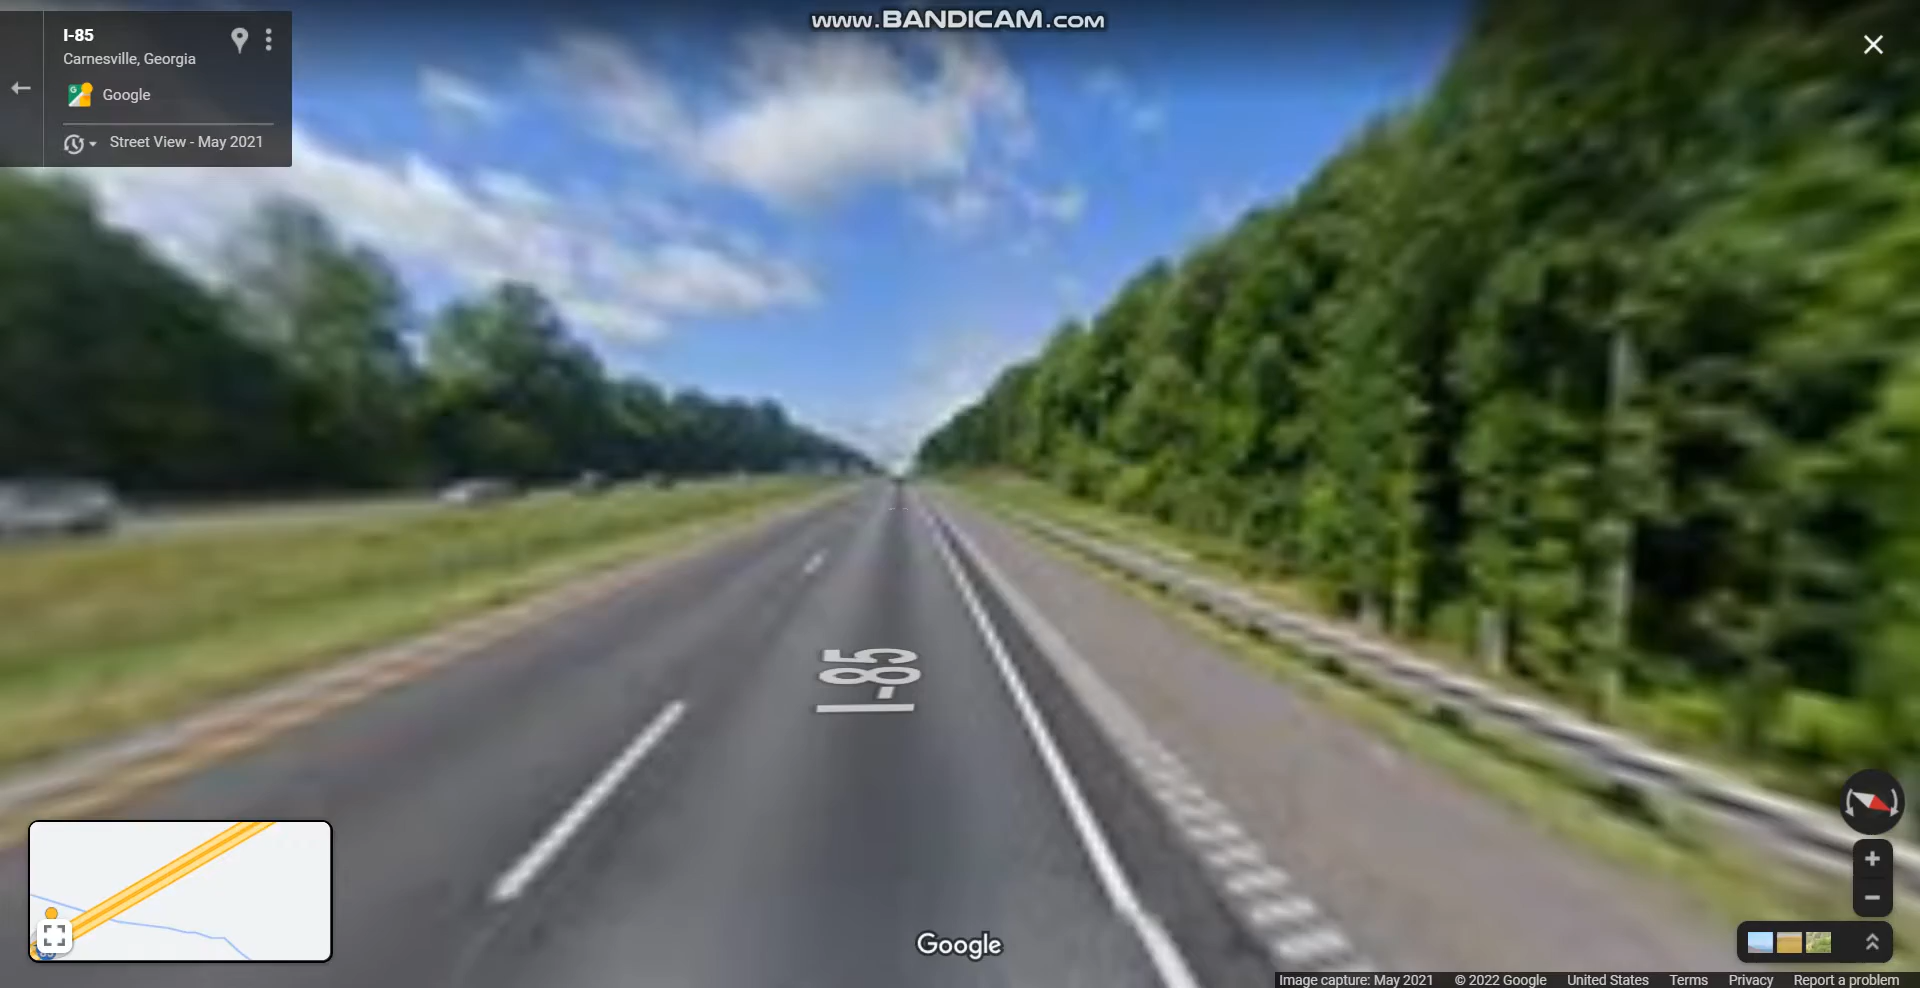 www.BANDICAM.com
I-85
Carnesville, Georgia
Google
Street View - May 2021
I-85
Google
Image capture: May 2021 © 2022 Google United States Terms Privacy Report a problem